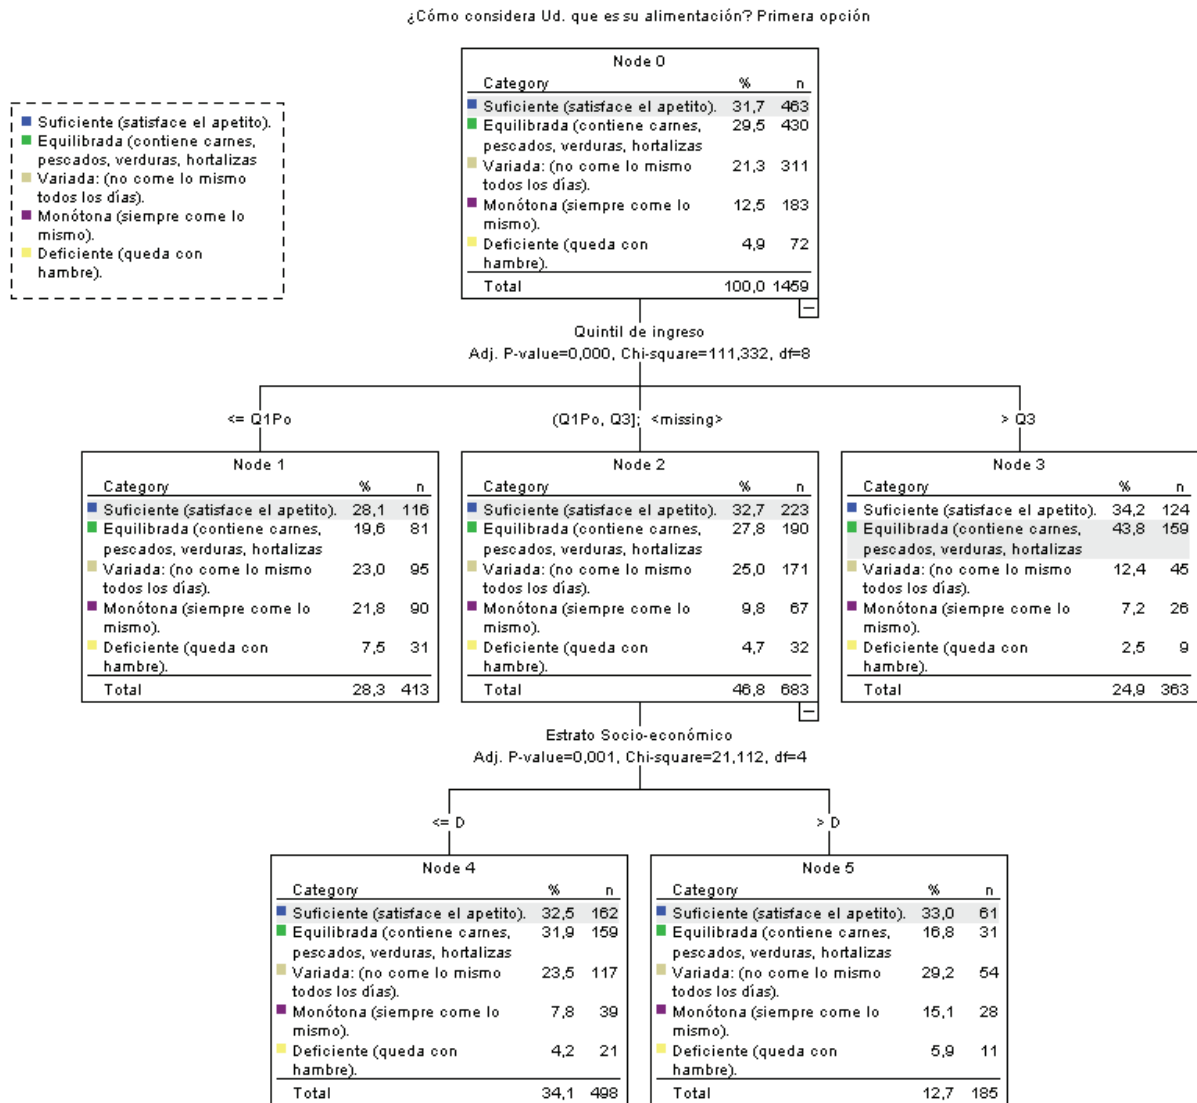 ¿Cómo considera Ud. que es su alimentación? Primera opción
Suficiente (satisface el apetito).
Equilibrada (contiene carnes,
pescados, verduras, hortalizas
Variada: (no come lo mismo
todos los días).
Monótona (siempre come lo
mismo).
Deficiente (queda con
hambre).
Node 0
Category % n
Suficiente (satisface el apetito). 31,7 463
Equilibrada (contiene carnes, 29,5 430
pescados, verduras, hortalizas
Variada: (no come lo mismo 21,3 311
todos los días).
Monótona (siempre come lo 12,5 183
mismo).
Deficiente (queda con 4,9 72
hambre).
Total 100,0 1459
Quintil de ingreso
Adj. P-value=0,000, Chi-square=111,332, df=8
<= Q1Po
(Q1Po, Q3]; <missing>
> Q3
Node 1
Category % n
Suficiente (satisface el apetito). 28,1 116
Equilibrada (contiene carnes, 19,6 81
pescados, verduras, hortalizas
Variada: (no come lo mismo 23,0 95
todos los días).
Monótona (siempre come lo 21,8 90
mismo).
Deficiente (queda con 7,5 31
hambre).
Total 28,3 413
Node 2
Category % n
Suficiente (satisface el apetito). 32,7 223
Equilibrada (contiene carnes, 27,8 190
pescados, verduras, hortalizas
Variada: (no come lo mismo 25,0 171
todos los días).
Monótona (siempre come lo 9,8 67
mismo).
Deficiente (queda con 4,7 32
hambre).
Total 46,8 683
Node 3
Category % n
Suficiente (satisface el apetito). 34,2 124
Equilibrada (contiene carnes, 43,8 159
pescados, verduras, hortalizas
Variada: (no come lo mismo 12,4 45
todos los días).
Monótona (siempre come lo 7,2 26
mismo).
Deficiente (queda con 2,5 9
hambre).
Total 24,9 363
Estrato Socio-económico
Adj. P-value=0,001, Chi-square=21,112, df=4
<= D
> D
Node 4
Category % n
Suficiente (satisface el apetito). 32,5 162
Equilibrada (contiene carnes, 31,9 159
pescados, verduras, hortalizas
Variada: (no come lo mismo 23,5 117
todos los días).
Monótona (siempre come lo 7,8 39
mismo).
Deficiente (queda con 4,2 21
hambre).
Total 34,1 498
Node 5
Category % n
Suficiente (satisface el apetito). 33,0 61
Equilibrada (contiene carnes, 16,8 31
pescados, verduras, hortalizas
Variada: (no come lo mismo 29,2 54
todos los días).
Monótona (siempre come lo 15,1 28
mismo).
Deficiente (queda con 5,9 11
hambre).
Total 12,7 185